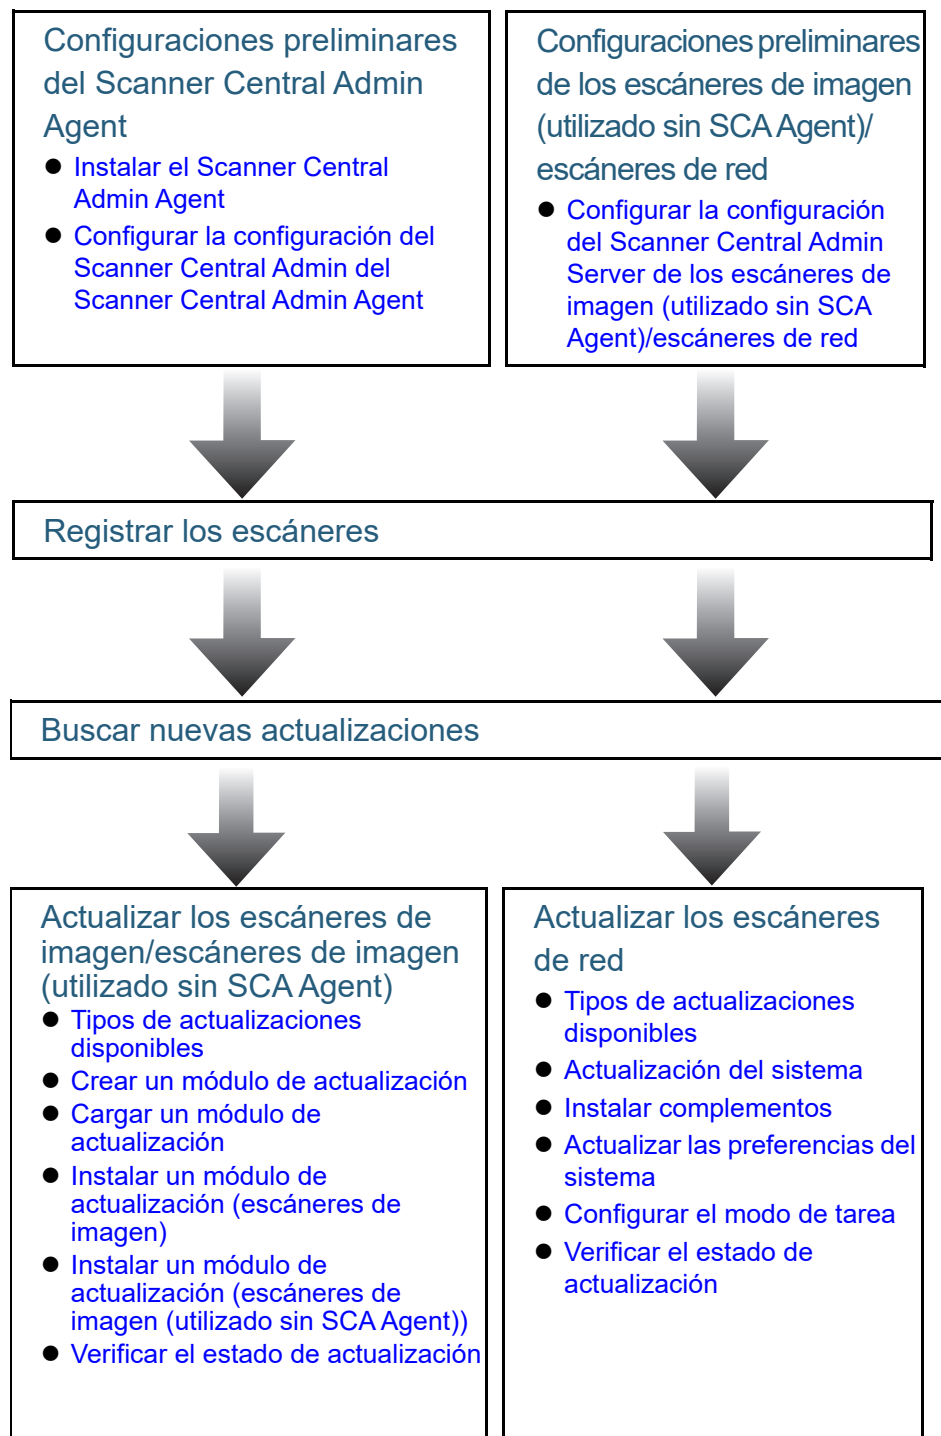 Configuraciones preliminares
del Scanner Central Admin
Agent
● Instalar el Scanner Central
Admin Agent
● Configurar la configuración del
Scanner Central Admin del
Scanner Central Admin Agent
Configuraciones preliminares
de los escáneres de imagen
(utilizado sin SCA Agent)/
escáneres de red
● Configurar la configuración
del Scanner Central Admin
Server de los escáneres de
imagen (utilizado sin SCA
Agent)/escáneres de red
Registrar los escáneres
Buscar nuevas actualizaciones
Actualizar los escáneres de
imagen/escáneres de imagen
(utilizado sin SCA Agent)
● Tipos de actualizaciones
disponibles
● Crear un módulo de actualización
● Cargar un módulo de
actualización
● Instalar un módulo de
actualización (escáneres de
imagen)
● Instalar un módulo de
actualización (escáneres de
imagen (utilizado sin SCA Agent))
● Verificar el estado de actualización
Actualizar los escáneres
de red
● Tipos de actualizaciones
disponibles
● Actualización del sistema
● Instalar complementos
● Actualizar las preferencias del
sistema
● Configurar el modo de tarea
● Verificar el estado de
actualización